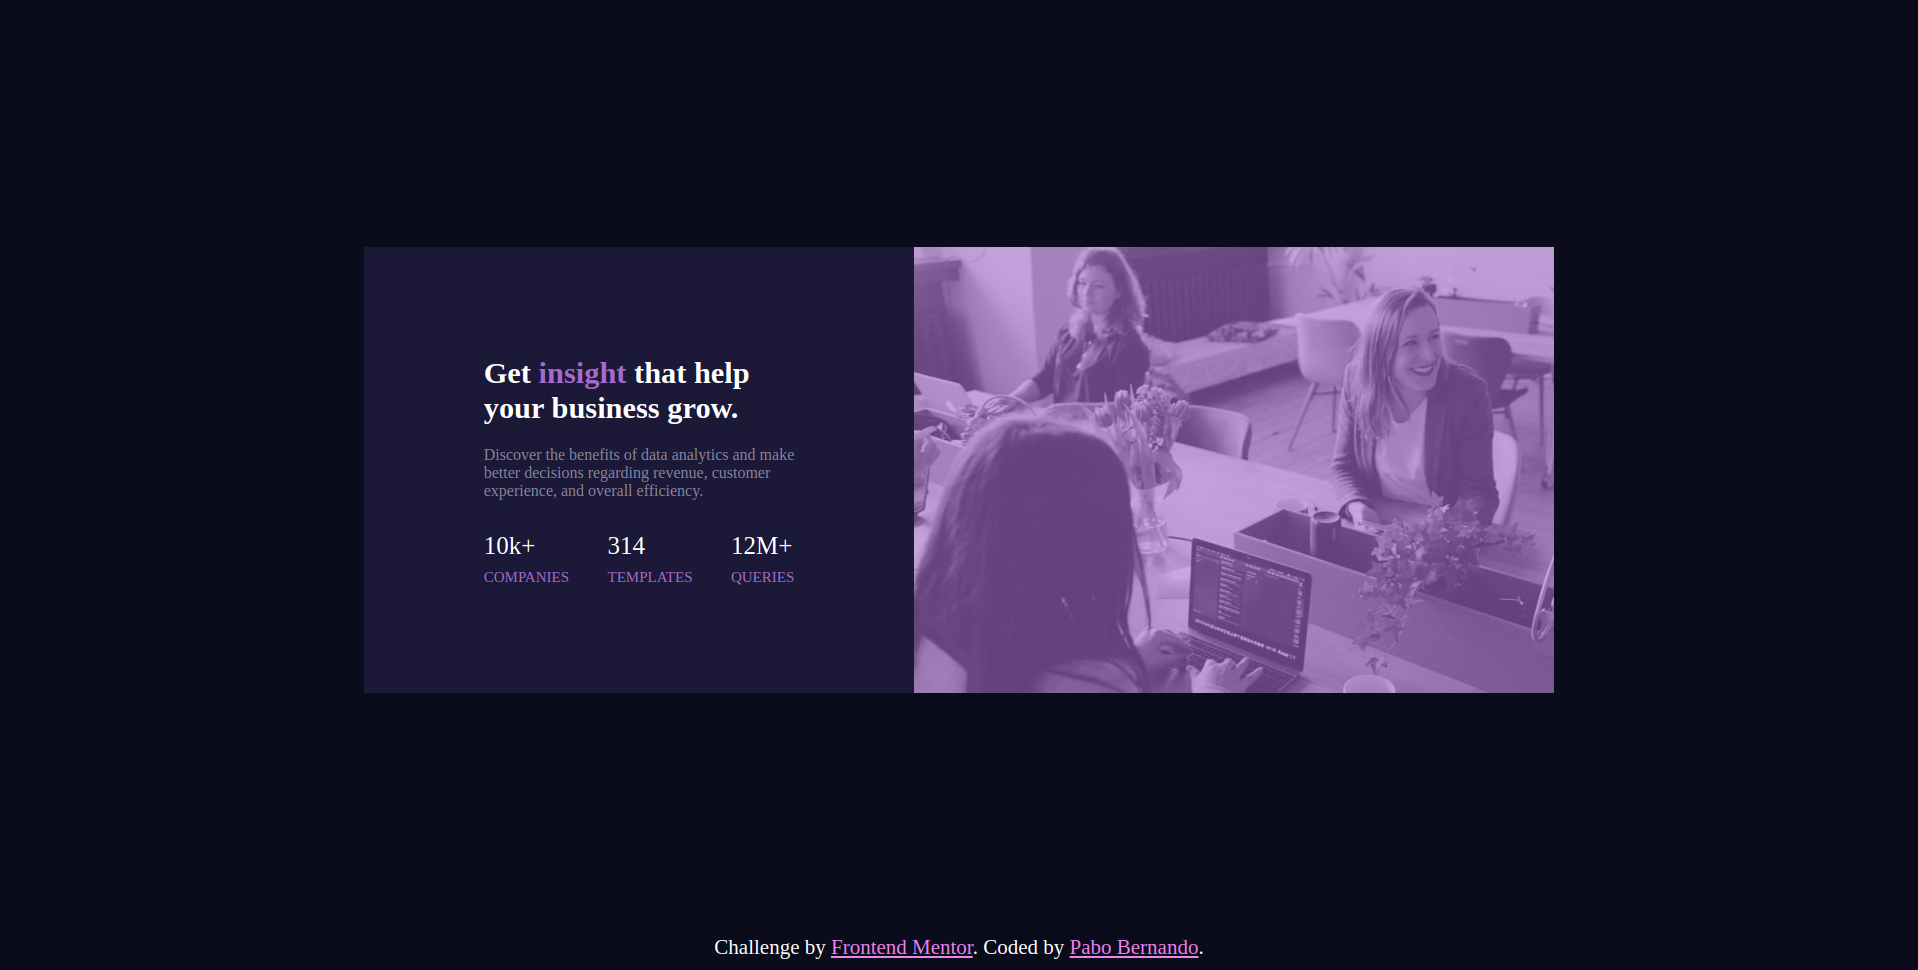 Get insight that help
your business grow.
Discover the benefits of data analytics and make
better decisions regarding revenue, customer
experience, and overall efficiency.
10k+ 314 12M+
COMPANIES TEMPLATES QUERIES
Challenge by Frontend Mentor. Coded by Pabo Bernando.